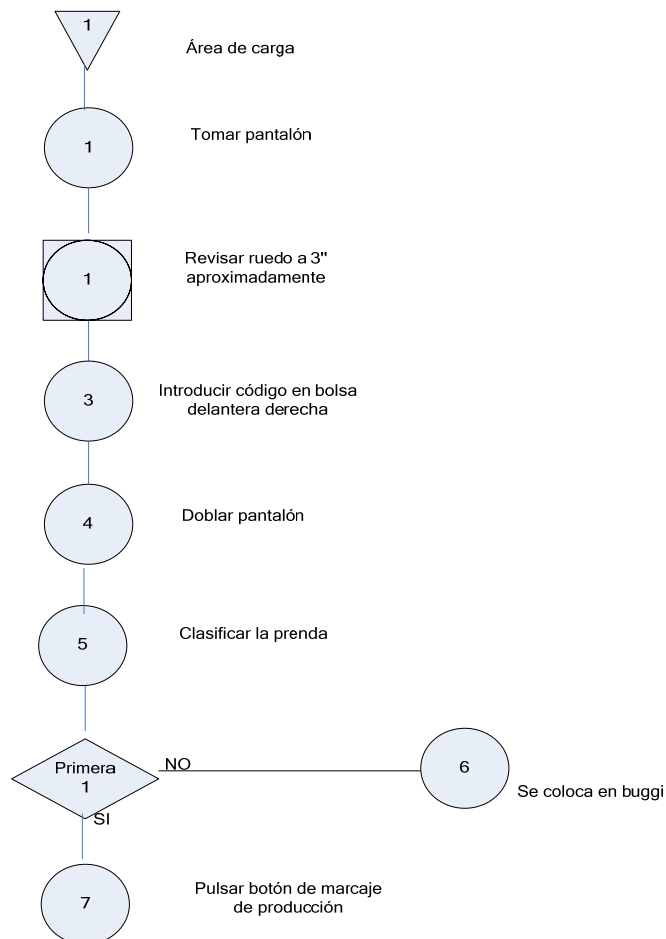 1
Área de carga
1
Tomar pantalón
1
Revisar ruedo a 3"
aproximadamente
3
Introducir código en bolsa
delantera derecha
4
Doblar pantalón
5
Clasificar la prenda
Primera
1
NO
6
Se coloca en buggi
SI
7
Pulsar botón de marcaje
de producción